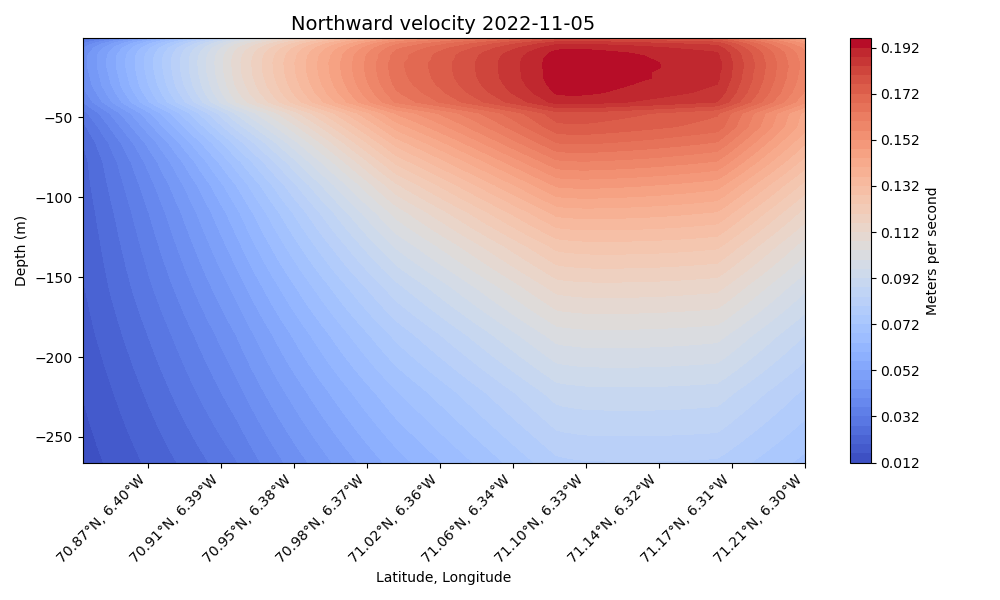 Northward velocity 2022-11-05
Depth (m)
−50
−100
−150
−200
−250
70.87°N, 6.40°W
70.91°N, 6.39°W
70.95°N, 6.38°W
70.98°N, 6.37°W
71.02°N, 6.36°W
71.06°N, 6.34°W
71.10°N, 6.33°W
71.14°N, 6.32°W
71.17°N, 6.31°W
71.21°N, 6.30°W
Latitude, Longitude
0.192
0.172
0.152
0.132
0.112
0.092
0.072
0.052
0.032
0.012
Meters per second